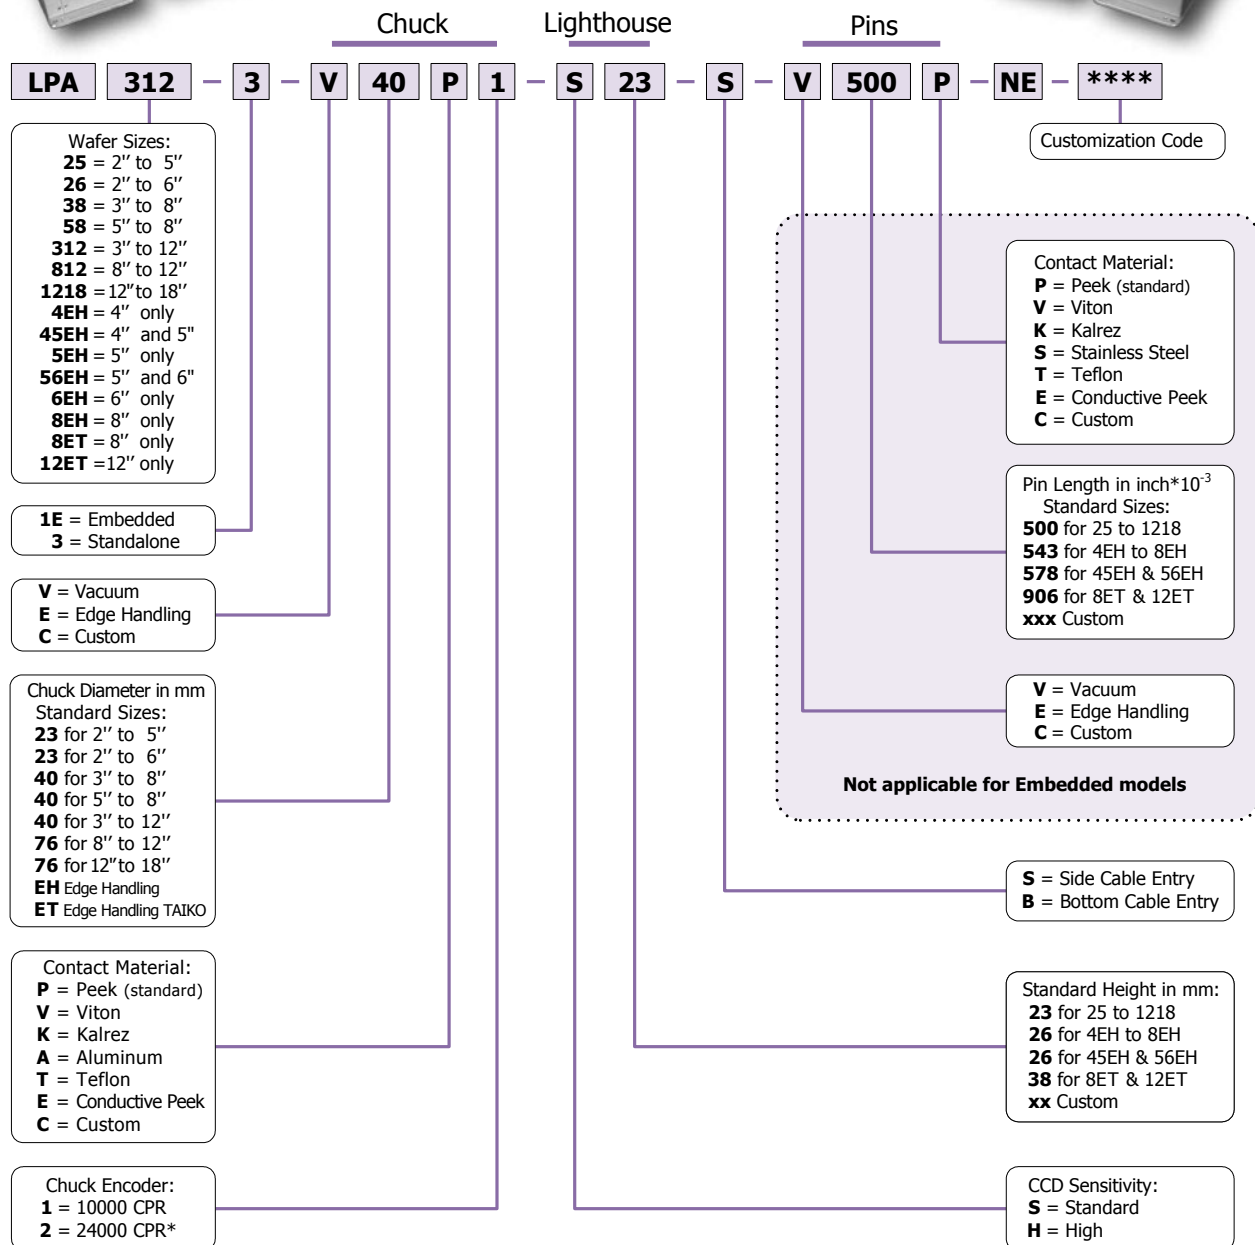 Chuck Lighthouse Pins
LPA 312 – 3 – V 40 P 1 – S 23 – S – V 500 P – NE – ****
Wafer Sizes:
25 = 2'' to 5''
26 = 2'' to 6''
38 = 3'' to 8''
58 = 5'' to 8''
312 = 3'' to 12''
812 = 8'' to 12''
1218 =12"to 18''
4EH = 4'' only
45EH = 4'' and 5"
5EH = 5'' only
56EH = 5'' and 6"
6EH = 6'' only
8EH = 8'' only
8ET = 8'' only
12ET =12'' only
1E = Embedded
3 = Standalone
V = Vacuum
E = Edge Handling
C = Custom
Chuck Diameter in mm
Standard Sizes:
23 for 2'' to 5''
23 for 2'' to 6''
40 for 3'' to 8''
40 for 5'' to 8''
40 for 3'' to 12''
76 for 8'' to 12''
76 for 12"to 18''
EH Edge Handling
ET Edge Handling TAIKO
Contact Material:
P = Peek (standard)
V = Viton
K = Kalrez
A = Aluminum
T = Teflon
E = Conductive Peek
C = Custom
Chuck Encoder:
1 = 10000 CPR
2 = 24000 CPR*
Customization Code
Contact Material:
P = Peek (standard)
V = Viton
K = Kalrez
S = Stainless Steel
T = Teflon
E = Conductive Peek
C = Custom
Pin Length in inch*10-3
Standard Sizes:
500 for 25 to 1218
543 for 4EH to 8EH
578 for 45EH & 56EH
906 for 8ET & 12ET
xxx Custom
V = Vacuum
E = Edge Handling
C = Custom
Not applicable for Embedded models
S = Side Cable Entry
B = Bottom Cable Entry
Standard Height in mm:
23 for 25 to 1218
26 for 4EH to 8EH
26 for 45EH & 56EH
38 for 8ET & 12ET
xx Custom
CCD Sensitivity:
S = Standard
H = High